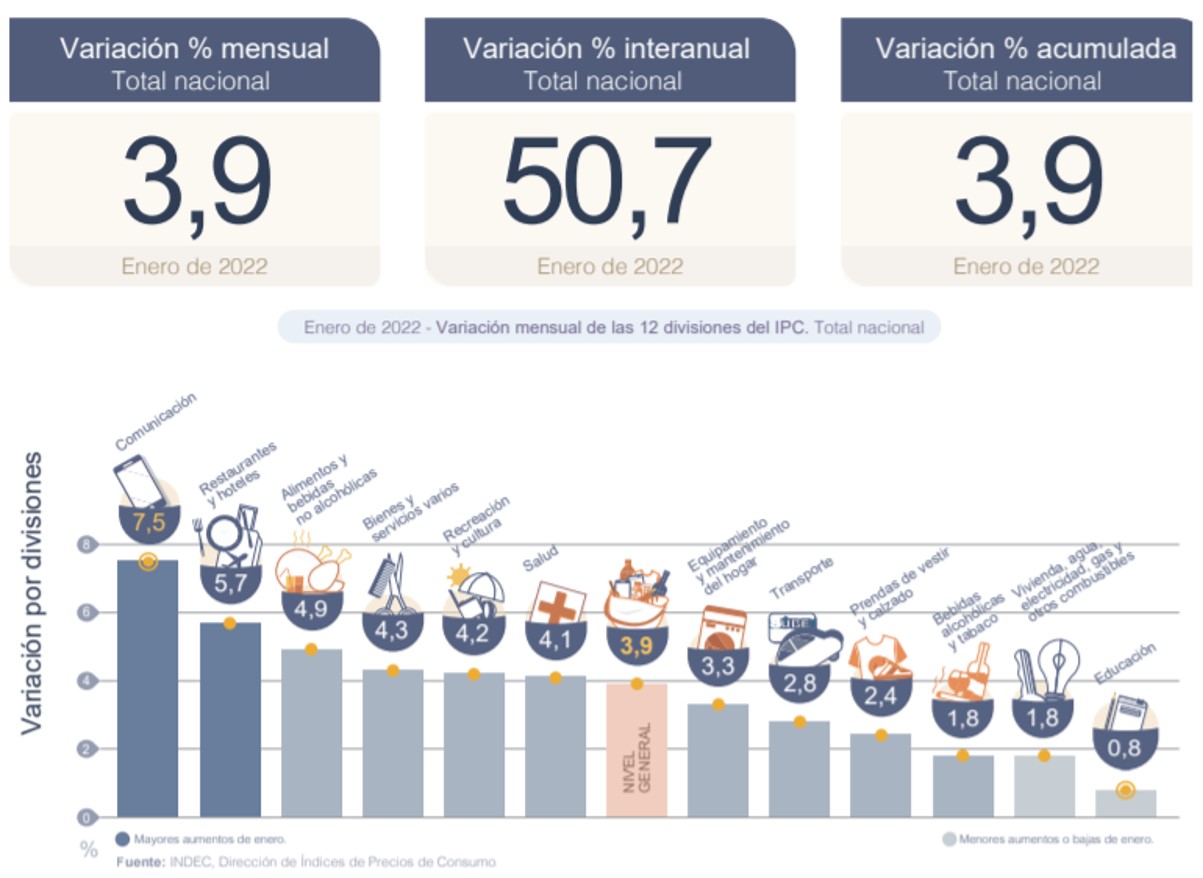 Variación % mensual
Total nacional
3,9
Enero de 2022
Variación % interanual
Total nacional
50,7
Enero de 2022
Variación % acumulada
Total nacional
3,9
Enero de 2022
Enero de 2022 - Variación mensual de las 12 divisiones del IPC. Total nacional
Variación por divisiones
8
6
4
2
0
%
Comunicación
7,5
Restaurantes
y hoteles
5,7
Alimentos y
bebidas
no alcohólicas
4,9
Bienes y
servicios varios
4,3
Recreación
y cultura
4,2
Salud
4,1
3,9
NIVEL
GENERAL
Equipamiento
y mantenimiento
del hogar
3,3
Transporte
2,8
Prendas de vestir
y calzado
2,4
Bebidas
alcohólicas
y tabaco
1,8
Vivienda, agua,
electricidad, gas y
otros combustibles
1,8
Educación
0,8
Mayores aumentos de enero.
Menores aumentos o bajas de enero.
Fuente: INDEC, Dirección de Índices de Precios de Consumo